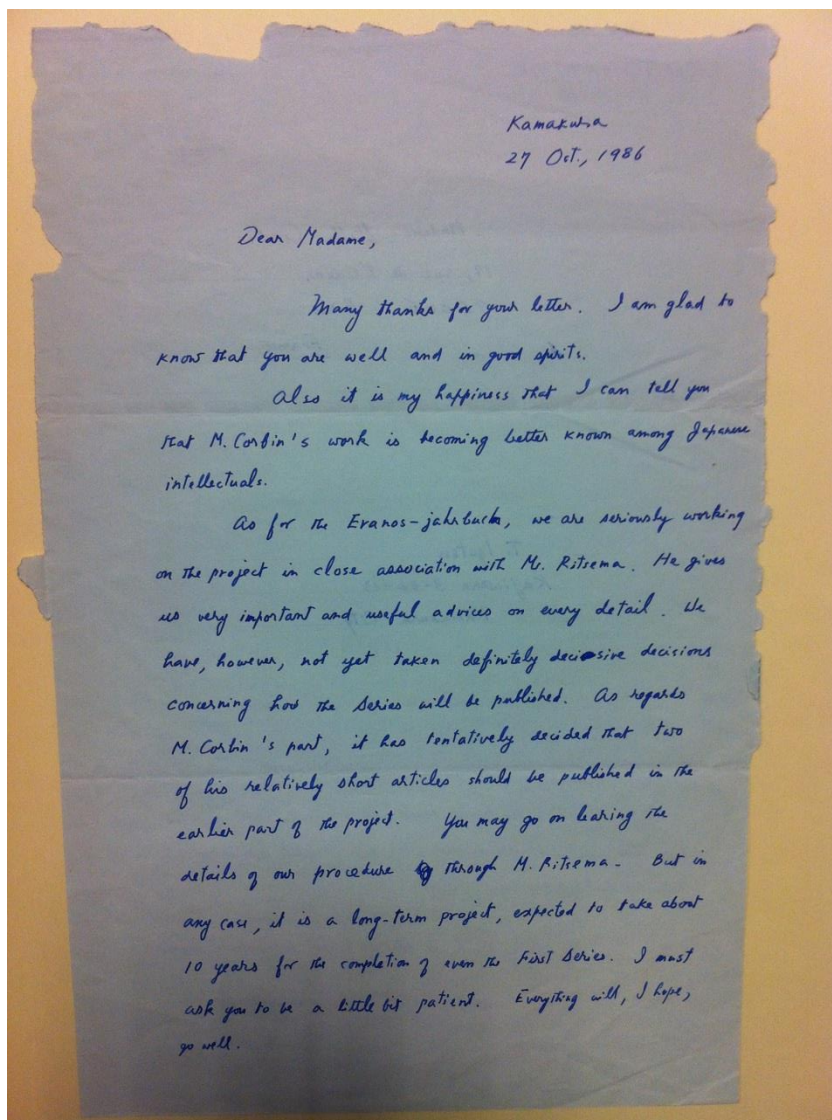 Kamakura
27 Oct., 1986
Dear Madame,
Many thanks for your letter. I am glad to
know that you are well and in good spirits.
Also it is my happiness that I can tell you
that M. Corbin's work is becoming better known among Japanese
intellectuals.
As for the Eranos-jahrbuch, we are seriously working
on the project in close association with Mr. Ritsema. He gives
us very important and useful advices on every detail. We
have, however, not yet taken definitely decisive decisions
concerning how the Series will be published. As regards
M. Corbin's part, it has tentatively decided that two
of his relatively short articles should be published in the
earlier part of the project. You may go on learing the
details of our procedure through M. Ritsema. But in
any case, it is a long-term project, expected to take about
10 years for the completion of even the First Series. I must
ask you to be a little bit patient. Everything will, I hope,
go well.